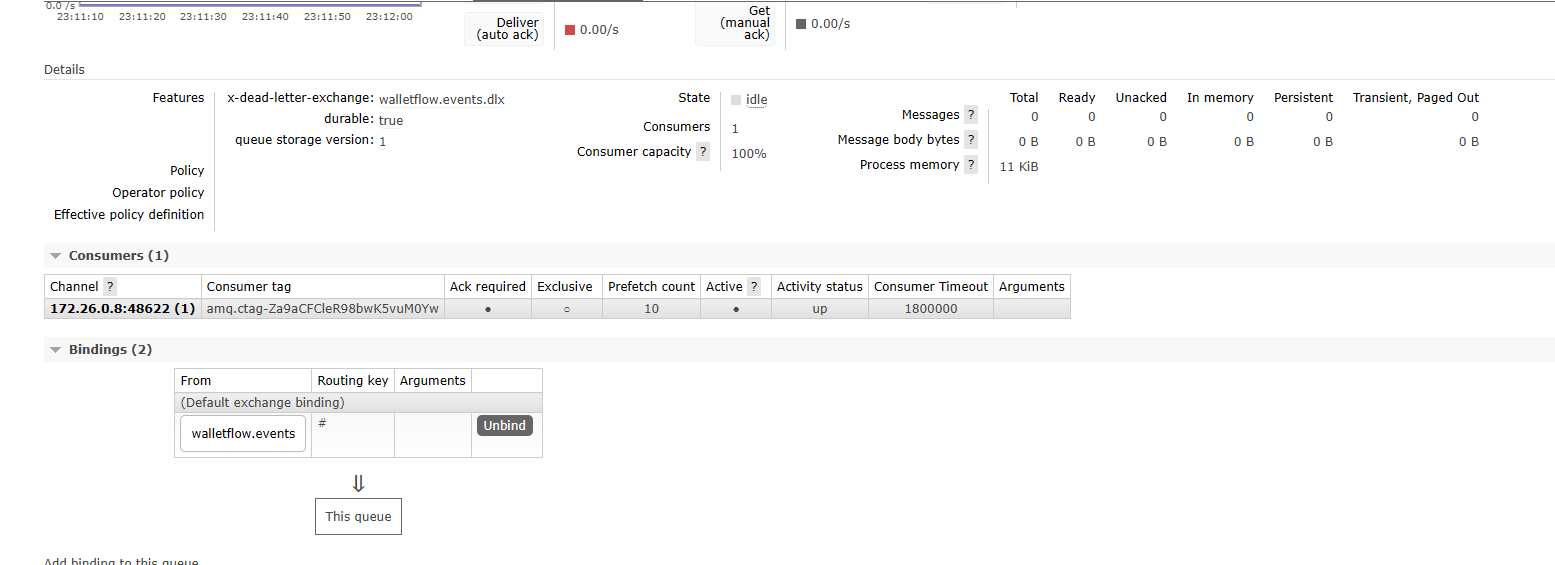 0.0 /s
23:11:10 23:11:20 23:11:30 23:11:40 23:11:50 23:12:00
Deliver
(auto ack)
0.00/s
Get
(manual
ack)
0.00/s
Details
Features
x-dead-letter-exchange: walletflow.events.dlx
durable: true
queue storage version: 1
Policy
Operator policy
Effective policy definition
State idle
Consumers 1
Consumer capacity ? 100%
Total Ready Unacked In memory Persistent Transient, Paged Out
Messages ? 0 0 0 0 0 0
Message body bytes ? 0 B 0 B 0 B 0 B 0 B 0 B
Process memory ? 11 KiB
Consumers (1)
Channel ? Consumer tag Ack required Exclusive Prefetch count Active ? Activity status Consumer Timeout Arguments
172.26.0.8:48622 (1) amq.ctag-Za9aCFCleR98bwK5vuM0Yw ● ○ 10 ● up 1800000
Bindings (2)
From Routing key Arguments
(Default exchange binding)
walletflow.events # Unbind
⇓
This queue
Add binding to this queue